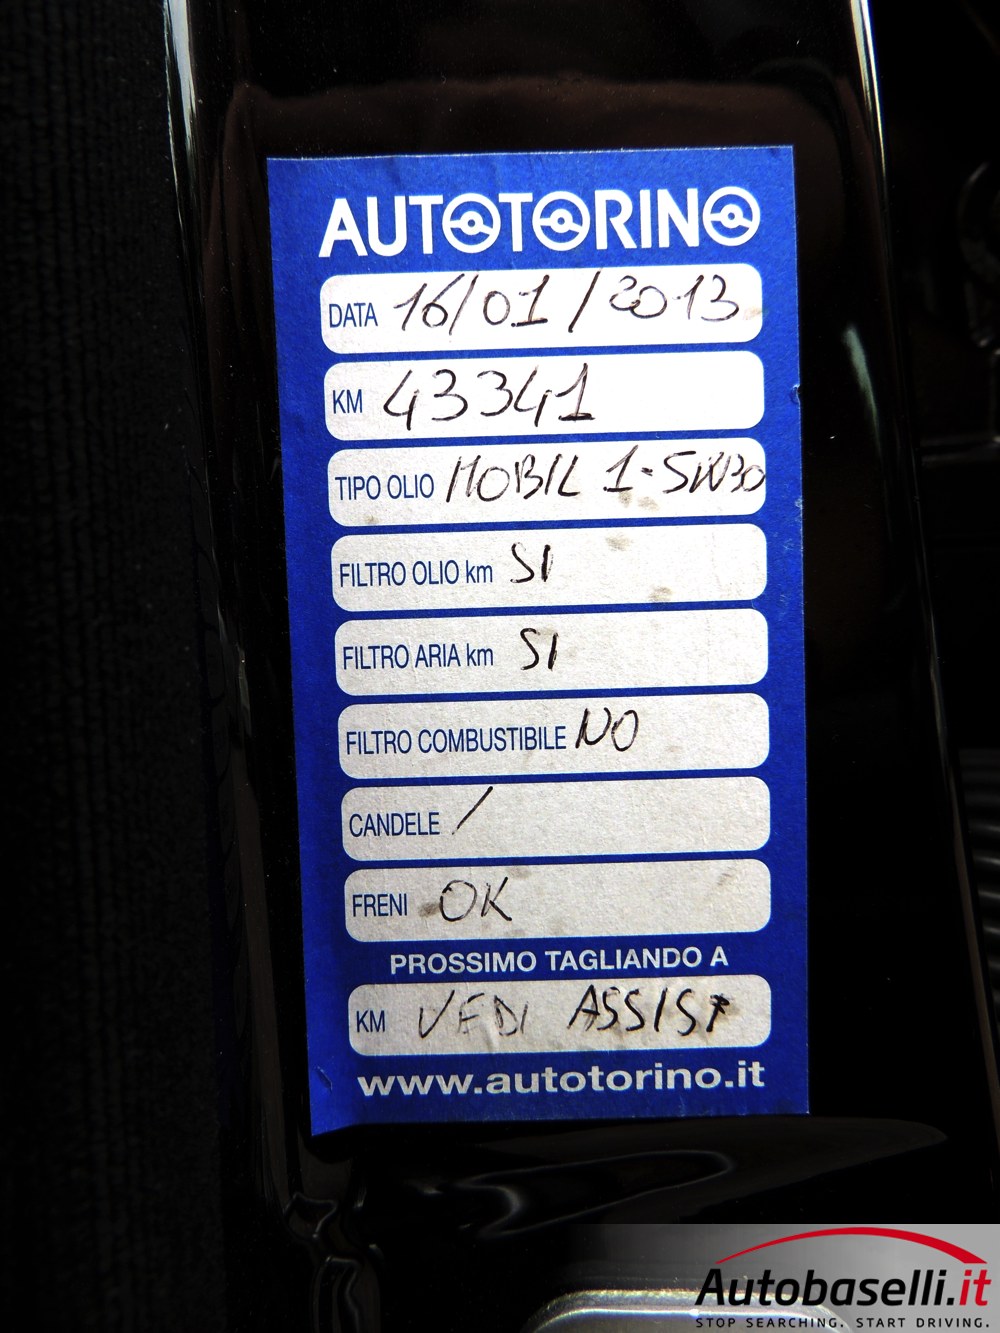 AUTOTORINO
DATA 16/01/2013
KM 43341
TIPO OLIO MOBIL 1-5W30
FILTRO OLIO km SI
FILTRO ARIA km SI
FILTRO COMBUSTIBILE NO
CANDELE /
FRENI OK
PROSSIMO TAGLIANDO A
KM VEDI ASSIST
www.autotorino.it
Autobaselli.it
STOP SEARCHING. START DRIVING.